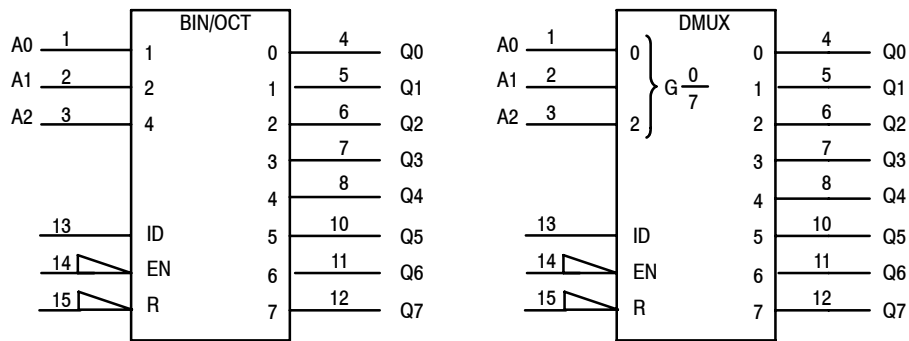 BIN/OCT
A0 1 1 0 4 Q0
A1 2 2 1 5 Q1
A2 3 4 2 6 Q2
3 7 Q3
4 8 Q4
13 ID 5 10 Q5
14 EN 6 11 Q6
15 R 7 12 Q7
DMUX
A0 1 0 0 4 Q0
A1 2 G 0/7 1 5 Q1
A2 3 2 2 6 Q2
3 7 Q3
4 8 Q4
13 ID 5 10 Q5
14 EN 6 11 Q6
15 R 7 12 Q7